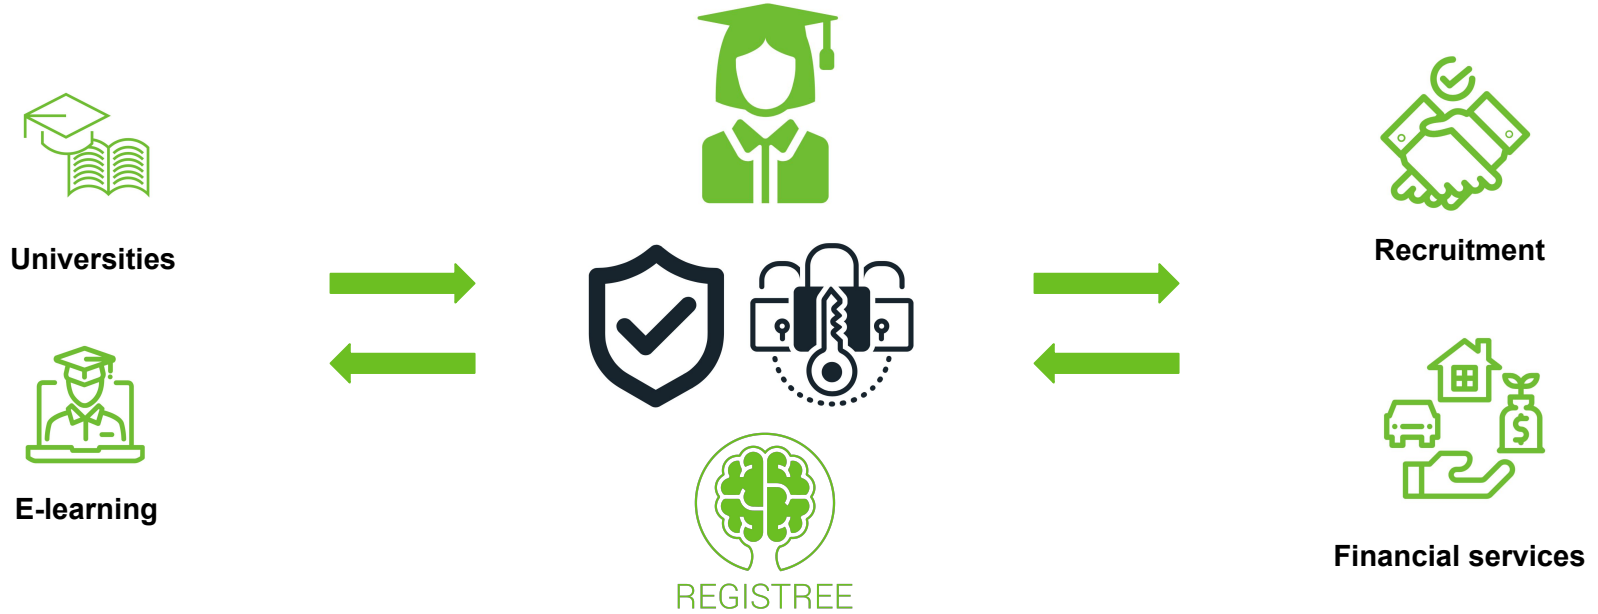 Universities
E-learning
REGISTREE
Recruitment
Financial services